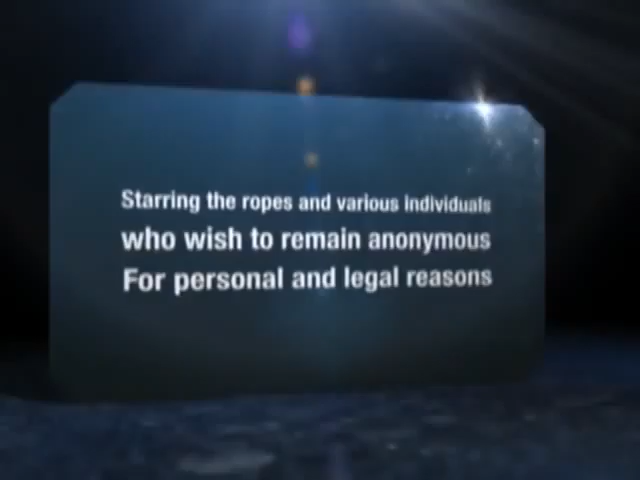 Starring the ropes and various individuals
who wish to remain anonymous
For personal and legal reasons